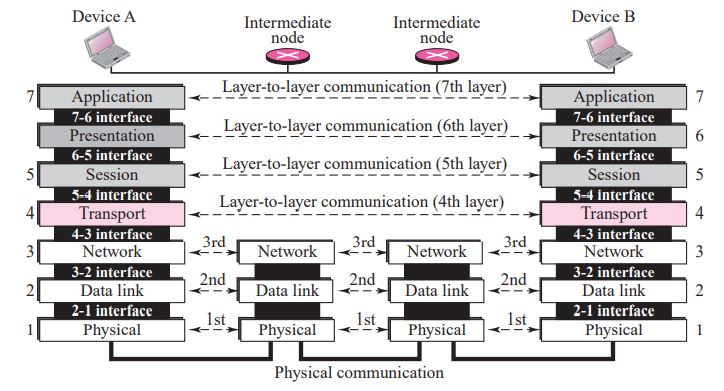 Device A
Intermediate
node
Intermediate
node
Device B
7 Application Layer-to-layer communication (7th layer) Application 7
7-6 interface 7-6 interface
Presentation Layer-to-layer communication (6th layer) Presentation 6
6-5 interface 6-5 interface
5 Session Layer-to-layer communication (5th layer) Session 5
5-4 interface 5-4 interface
4 Transport Layer-to-layer communication (4th layer) Transport 4
4-3 interface 4-3 interface
3 Network 3rd Network 3rd Network 3rd Network 3
3-2 interface 3-2 interface
2 Data link 2nd Data link 2nd Data link 2nd Data link 2
2-1 interface 2-1 interface
1 Physical 1st Physical 1st Physical 1st Physical 1
Physical communication